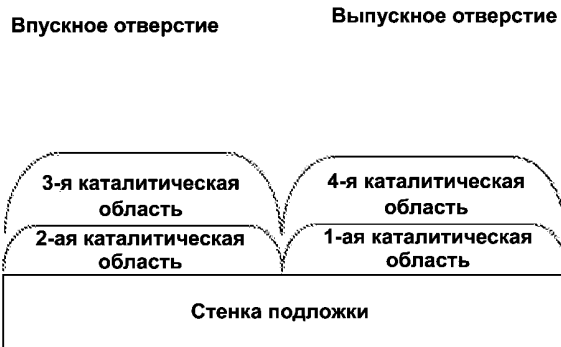 Впускное отверстие
Выпускное отверстие
3-я каталитическая
область
4-я каталитическая
область
2-ая каталитическая
область
1-ая каталитическая
область
Стенка подложки